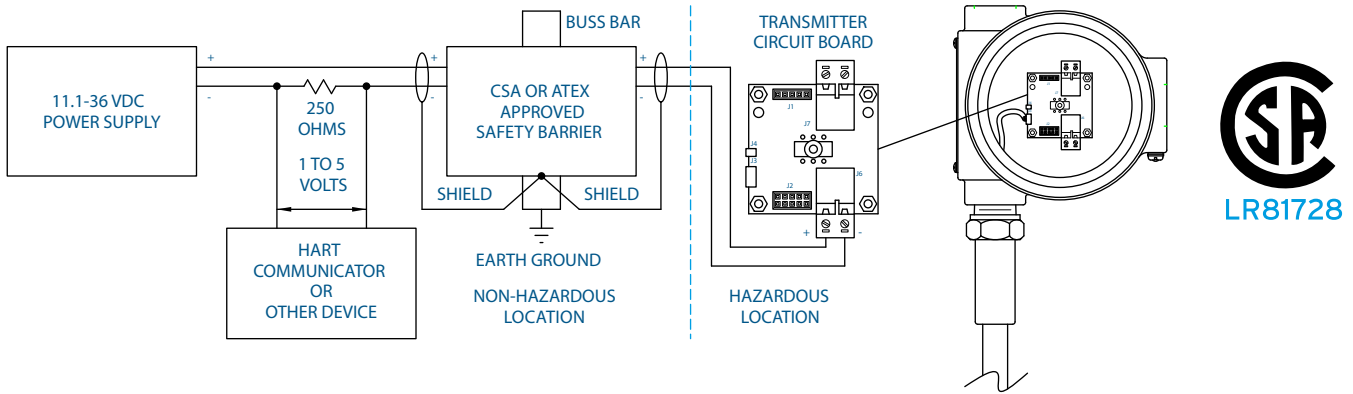 11.1-36 VDC
POWER SUPPLY
+
-
250
OHMS
1 TO 5
VOLTS
HART
COMMUNICATOR
OR
OTHER DEVICE
BUSS BAR
+
-
CSA OR ATEX
APPROVED
SAFETY BARRIER
+
-
SHIELD
SHIELD
EARTH GROUND
NON-HAZARDOUS
LOCATION
HAZARDOUS
LOCATION
TRANSMITTER
CIRCUIT BOARD
J1
J7
J4
J3
J6
J2
+
-
CSA
LR81728